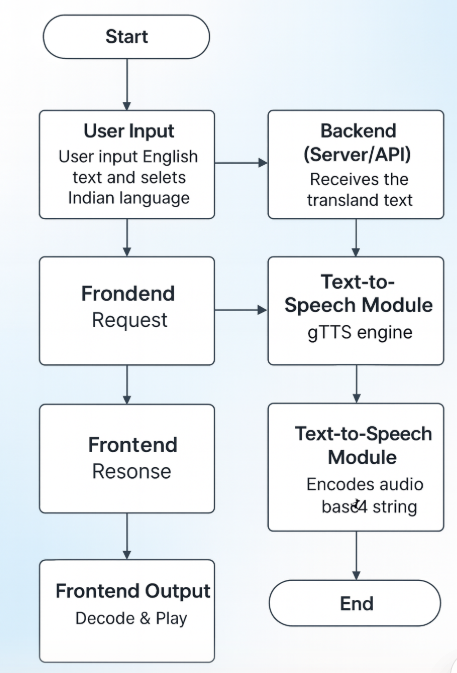 Start
User Input
User input English
text and selets
Indian language
Backend
(Server/API)
Receives the
transland text
Frondend
Request
Text-to-
Speech Module
gTTS engine
Frontend
Resonse
Text-to-Speech
Module
Encodes audio
base4 string
Frontend Output
Decode & Play
End